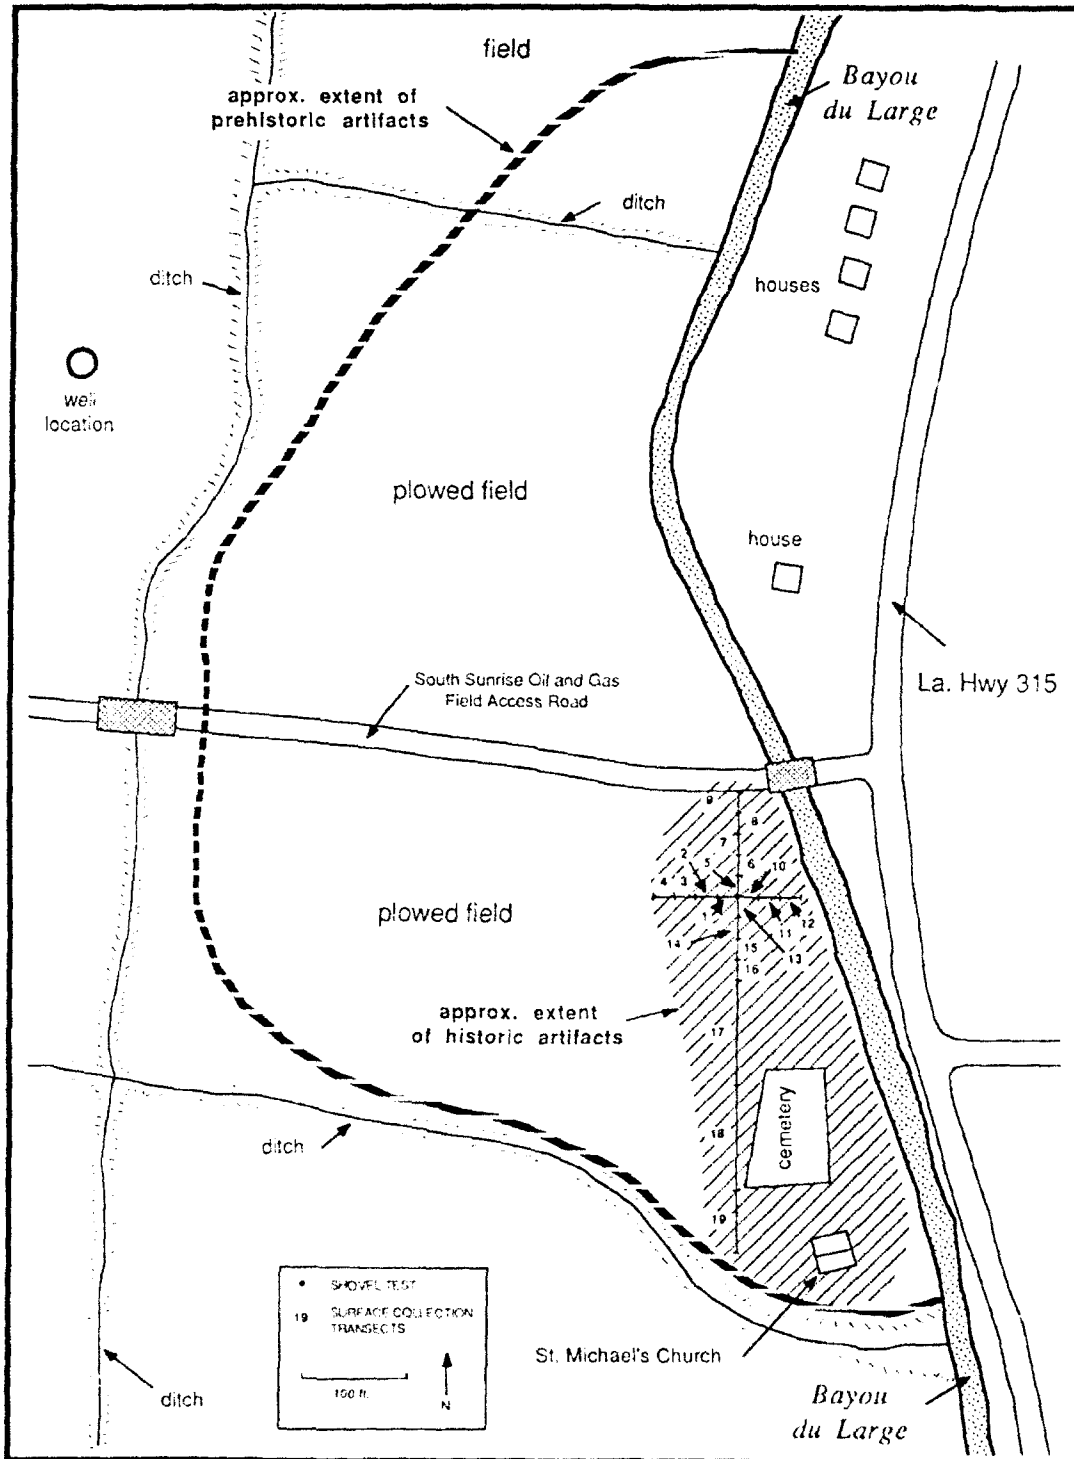 field
Bayou
du Large
approx. extent of
prehistoric artifacts
ditch
ditch
houses
well
location
plowed field
house
South Sunrise Oil and Gas
Field Access Road
La. Hwy 315
9
8
7
2
5
6
10
4
3
1
11
12
plowed field
14
15
13
16
approx. extent
of historic artifacts
17
cemetery
18
ditch
19
SHOVEL TEST
19 SURFACE COLLECTION
TRANSECTS
100 ft.
N
St. Michael's Church
ditch
Bayou
du Large